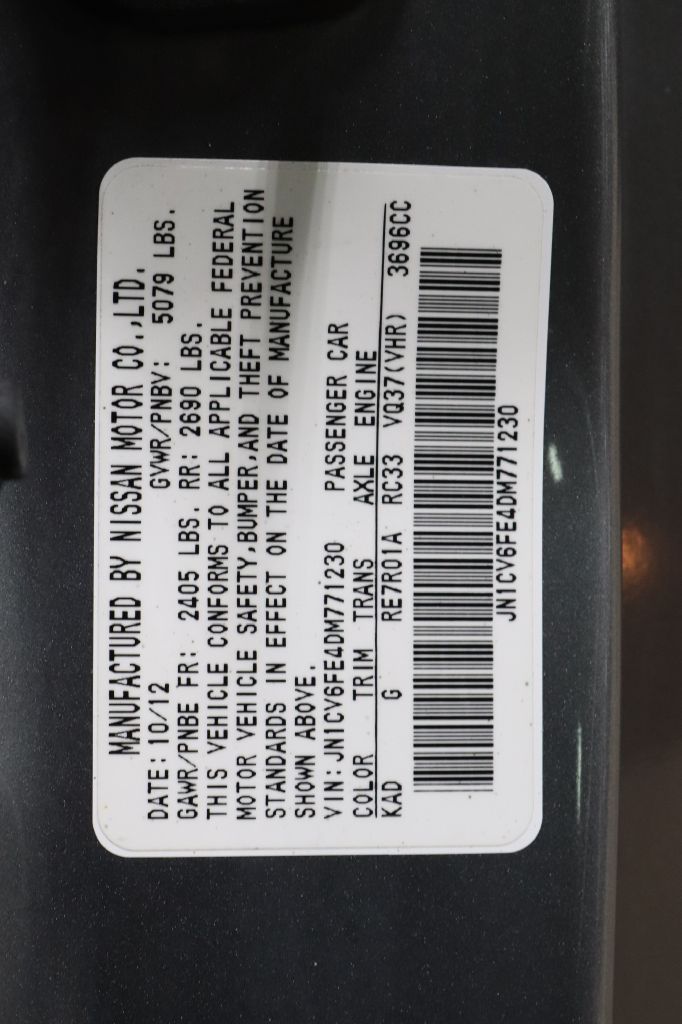 MANUFACTURED BY NISSAN MOTOR CO.,LTD.
DATE: 10/12 GVWR/PNBV: 5079 LBS.
GAWR/PNBE FR: 2405 LBS. RR: 2690 LBS.
THIS VEHICLE CONFORMS TO ALL APPLICABLE FEDERAL
MOTOR VEHICLE SAFETY,BUMPER,AND THEFT PREVENTION
STANDARDS IN EFFECT ON THE DATE OF MANUFACTURE
SHOWN ABOVE.
VIN: JN1CV6FE4DM771230 PASSENGER CAR
COLOR TRIM TRANS AXLE ENGINE
KAD G RE7R01A RC33 VQ37(VHR) 3696CC
JN1CV6FE4DM771230